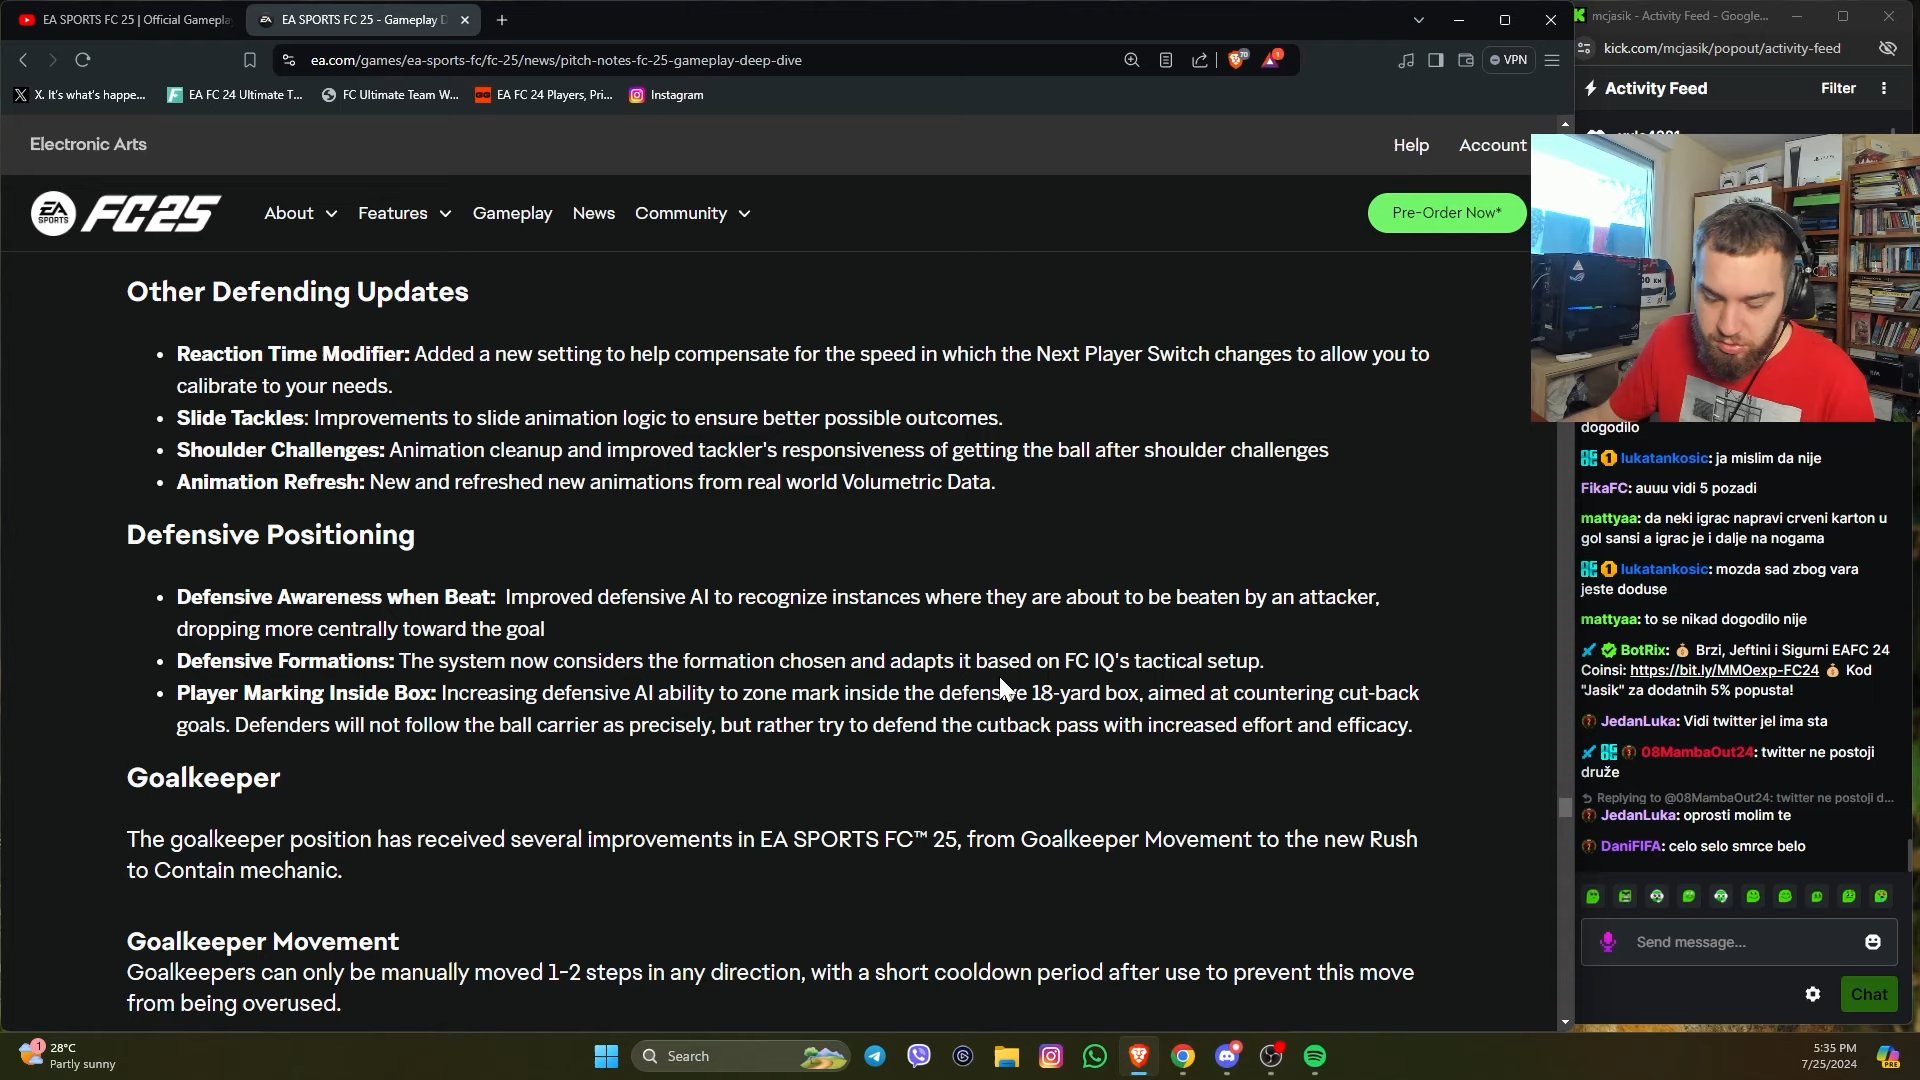 EA SPORTS FC 25 | Official Gamepla
EA SPORTS FC 25 - Gameplay D
mcjasik - Activity Feed - Google...
ea.com/games/ea-sports-fc/fc-25/news/pitch-notes-fc-25-gameplay-deep-dive
70
1
VPN
kick.com/mcjasik/popout/activity-feed
X. It's what's happe...
EA FC 24 Ultimate T...
FC Ultimate Team W...
EA FC 24 Players, Pri...
Instagram
Activity Feed
Filter
Electronic Arts
Help
Account
EA SPORTS FC25
About
Features
Gameplay
News
Community
Pre-Order Now*
Other Defending Updates
• Reaction Time Modifier: Added a new setting to help compensate for the speed in which the Next Player Switch changes to allow you to
calibrate to your needs.
• Slide Tackles: Improvements to slide animation logic to ensure better possible outcomes.
• Shoulder Challenges: Animation cleanup and improved tackler's responsiveness of getting the ball after shoulder challenges
• Animation Refresh: New and refreshed new animations from real world Volumetric Data.
Defensive Positioning
• Defensive Awareness when Beat: Improved defensive AI to recognize instances where they are about to be beaten by an attacker,
dropping more centrally toward the goal
• Defensive Formations: The system now considers the formation chosen and adapts it based on FC IQ's tactical setup.
• Player Marking Inside Box: Increasing defensive AI ability to zone mark inside the defensive 18-yard box, aimed at countering cut-back
goals. Defenders will not follow the ball carrier as precisely, but rather try to defend the cutback pass with increased effort and efficacy.
Goalkeeper
The goalkeeper position has received several improvements in EA SPORTS FC™ 25, from Goalkeeper Movement to the new Rush
to Contain mechanic.
Goalkeeper Movement
Goalkeepers can only be manually moved 1-2 steps in any direction, with a short cooldown period after use to prevent this move
from being overused.
dogodilo
lukatankosic: ja mislim da nije
FikaFC: auuu vidi 5 pozadi
mattyaa: da neki igrac napravi crveni karton u
gol sansi a igrac je i dalje na nogama
lukatankosic: mozda sad zbog vara
jeste doduse
mattyaa: to se nikad dogodilo nije
BotRix: 💰 Brzi, Jeftini i Sigurni EAFC 24
Coinsi: https://bit.ly/MMOexp-FC24 💰 Kod
"Jasik" za dodatnih 5% popusta!
JedanLuka: Vidi twitter jel ima sta
08MambaOut24: twitter ne postoji
druže
Replying to @08MambaOut24: twitter ne postoji d...
JedanLuka: oprosti molim te
DaniFIFA: celo selo smrce belo
Send message...
Chat
1
28°C
Partly sunny
Search
5:35 PM
7/25/2024
PRE